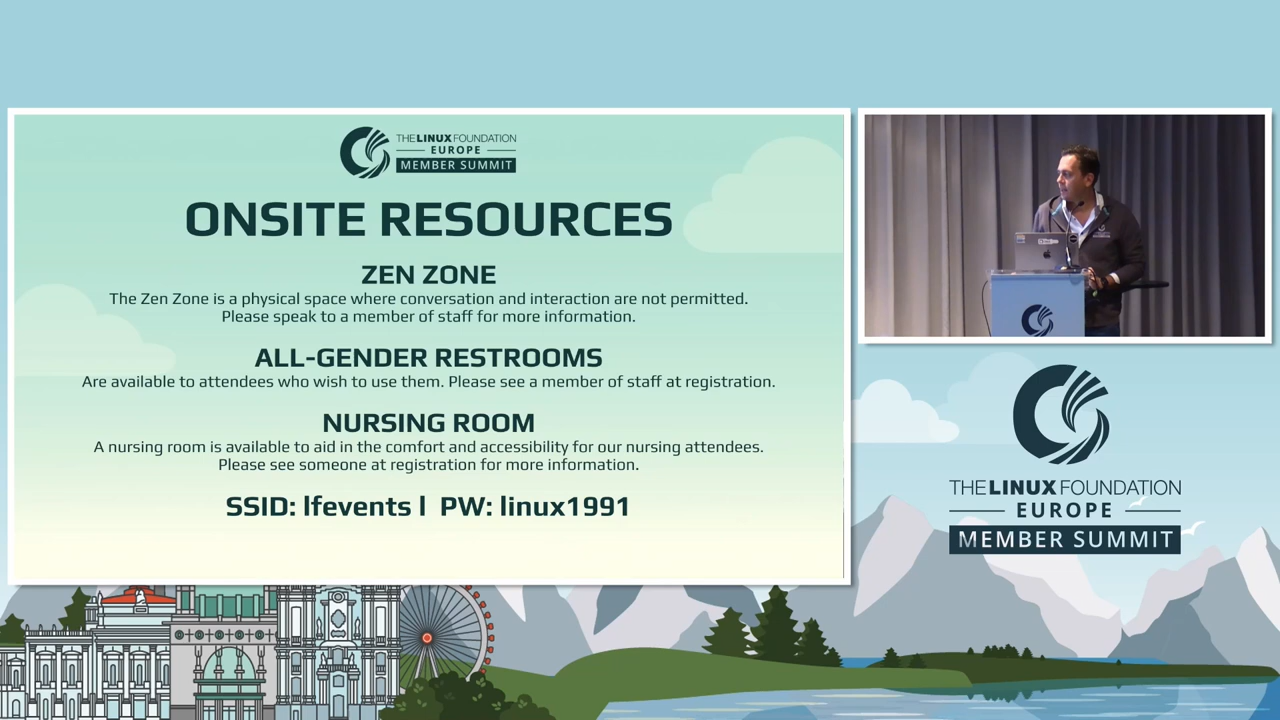 THE LINUX FOUNDATION
EUROPE
MEMBER SUMMIT
ONSITE RESOURCES
ZEN ZONE
The Zen Zone is a physical space where conversation and interaction are not permitted.
Please speak to a member of staff for more information.
ALL-GENDER RESTROOMS
Are available to attendees who wish to use them. Please see a member of staff at registration.
NURSING ROOM
A nursing room is available to aid in the comfort and accessibility for our nursing attendees.
Please see someone at registration for more information.
SSID: lfevents l PW: linux1991
THE LINUX FOUNDATION
EUROPE
MEMBER SUMMIT